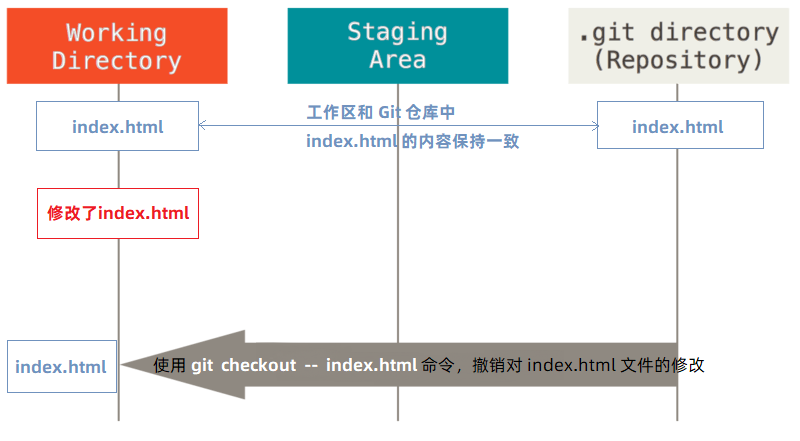 Working
Directory
Staging
Area
.git directory
(Repository)
index.html
工作区和 Git 仓库中
index.html 的内容保持一致
index.html
修改了index.html
index.html
使用 git checkout -- index.html 命令，撤销对 index.html 文件的修改